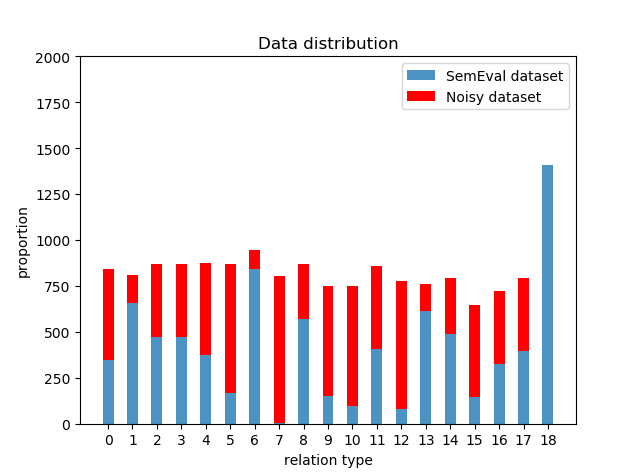 Data distribution
SemEval dataset
Noisy dataset
2000
1750
1500
1250
1000
750
500
250
0
proportion
0 1 2 3 4 5 6 7 8 9 10 11 12 13 14 15 16 17 18
relation type